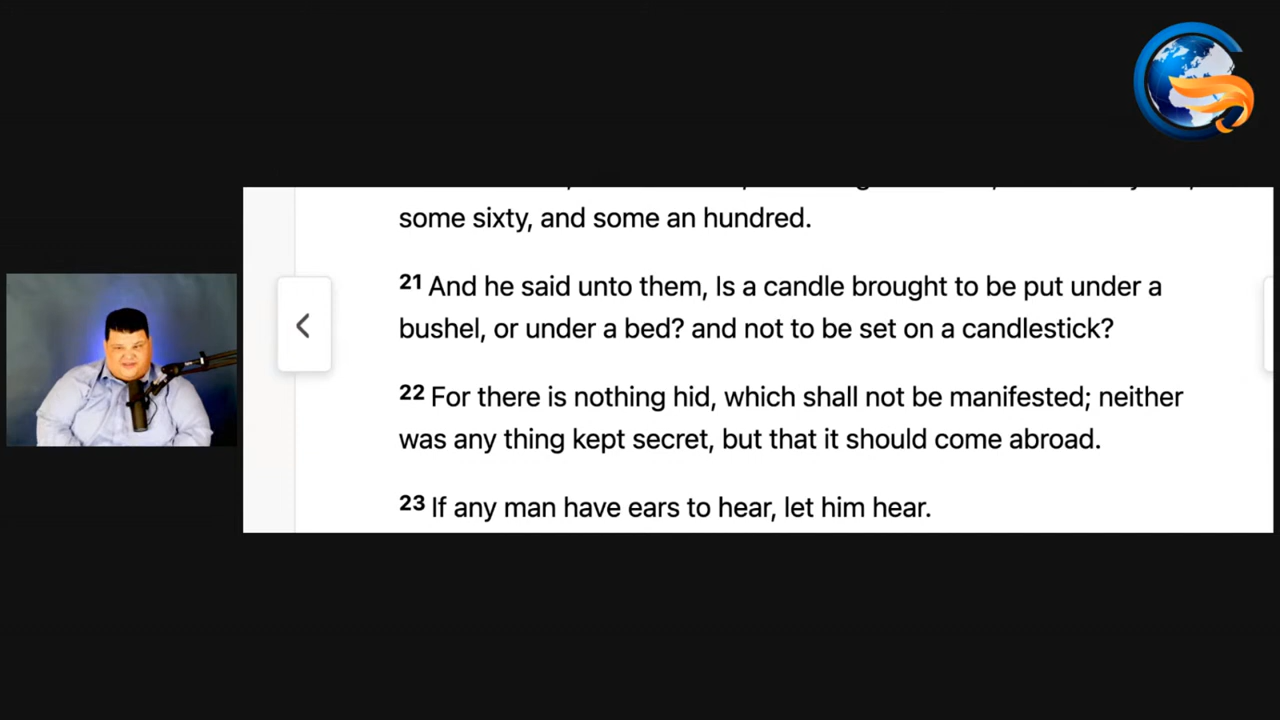 some sixty, and some an hundred.
21 And he said unto them, Is a candle brought to be put under a
bushel, or under a bed? and not to be set on a candlestick?
22 For there is nothing hid, which shall not be manifested; neither
was any thing kept secret, but that it should come abroad.
23 If any man have ears to hear, let him hear.